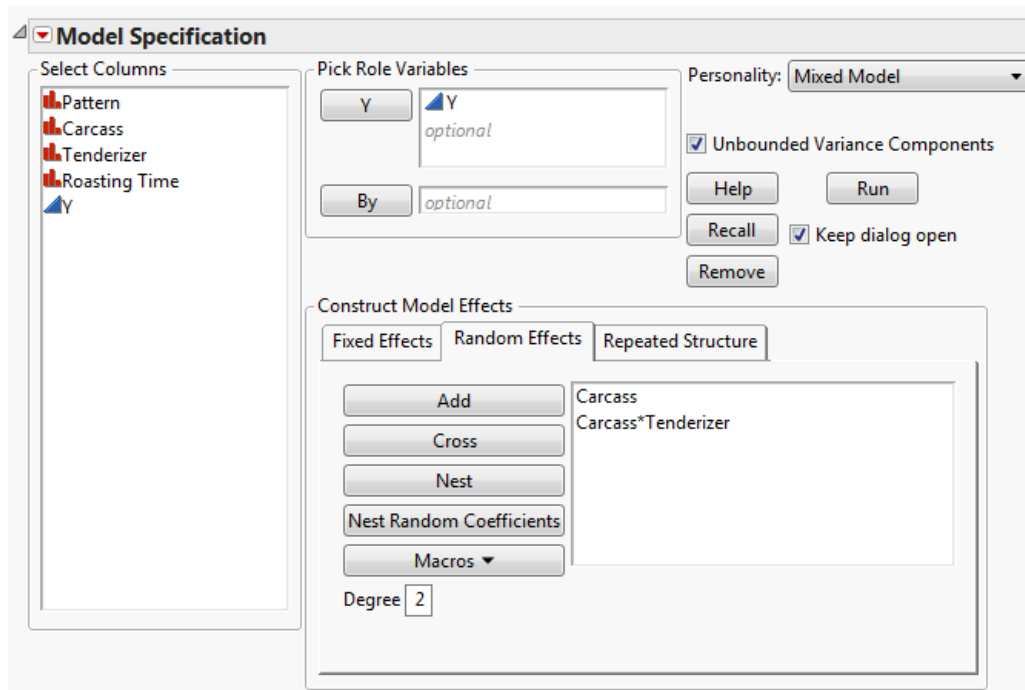 Model Specification
Select Columns
Pattern
Carcass
Tenderizer
Roasting Time
Y
Pick Role Variables
Y
Y
optional
By
optional
Personality: Mixed Model
Unbounded Variance Components
Help Run
Recall Keep dialog open
Remove
Construct Model Effects
Fixed Effects Random Effects Repeated Structure
Add
Cross
Nest
Nest Random Coefficients
Macros
Degree 2
Carcass
Carcass*Tenderizer